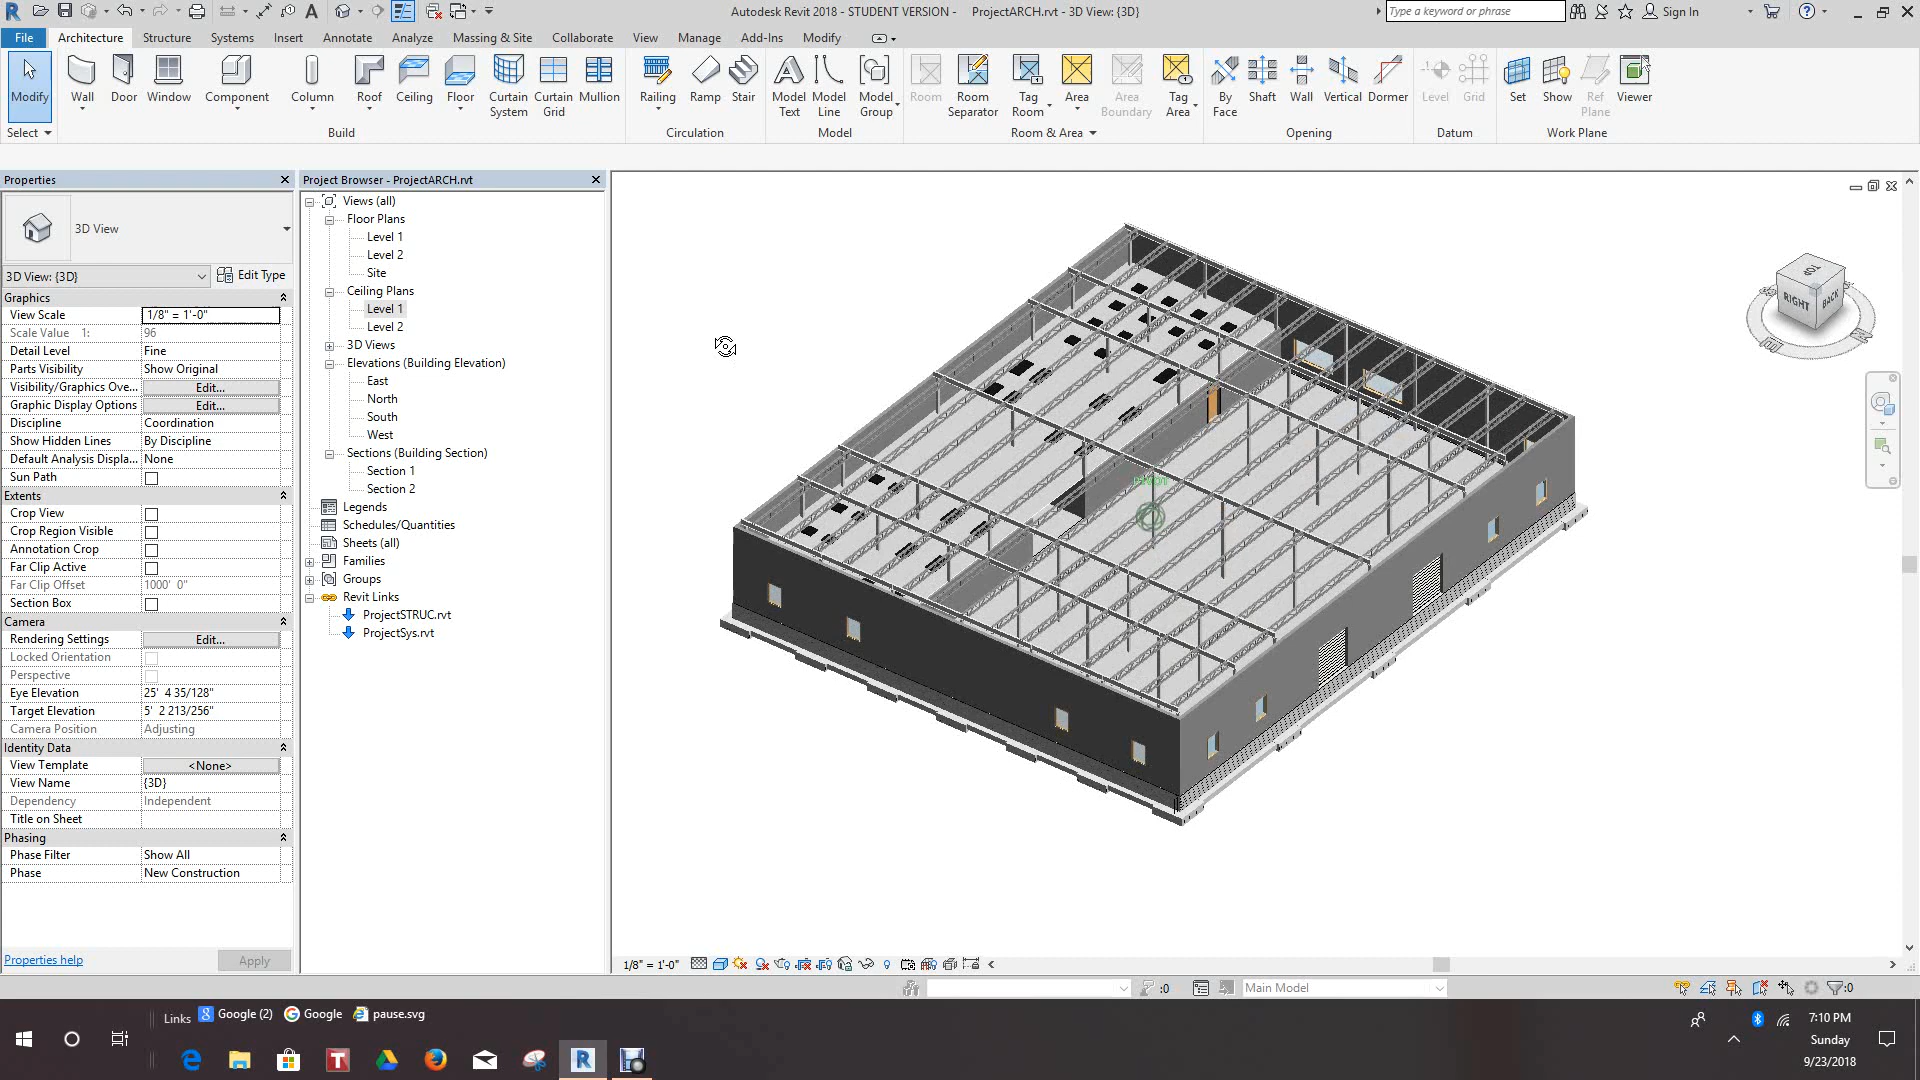 Autodesk Revit 2018 - STUDENT VERSION - ProjectARCH.rvt - 3D View: {3D}
Type a keyword or phrase
Sign In
File Architecture Structure Systems Insert Annotate Analyze Massing & Site Collaborate View Manage Add-Ins Modify
Modify Wall Door Window Component Column Roof Ceiling Floor Curtain System Curtain Grid Mullion Railing Ramp Stair Model Text Model Line Model Group Room Room Separator Tag Room Area Area Boundary Tag Area By Face Shaft Wall Vertical Dormer Level Grid Set Show Ref Plane Viewer
Select Build Circulation Model Room & Area Opening Datum Work Plane
Properties
3D View
3D View: {3D} Edit Type
Graphics
View Scale 1/8" = 1'-0"
Scale Value 1: 96
Detail Level Fine
Parts Visibility Show Original
Visibility/Graphics Ove... Edit...
Graphic Display Options Edit...
Discipline Coordination
Show Hidden Lines By Discipline
Default Analysis Displa... None
Sun Path
Extents
Crop View
Crop Region Visible
Annotation Crop
Far Clip Active
Far Clip Offset 1000' 0"
Section Box
Camera
Rendering Settings Edit...
Locked Orientation
Perspective
Eye Elevation 25' 4 35/128"
Target Elevation 5' 2 213/256"
Camera Position Adjusting
Identity Data
View Template <None>
View Name {3D}
Dependency Independent
Title on Sheet
Phasing
Phase Filter Show All
Phase New Construction
Properties help Apply
Project Browser - ProjectARCH.rvt
Views (all)
Floor Plans
Level 1
Level 2
Site
Ceiling Plans
Level 1
Level 2
3D Views
Elevations (Building Elevation)
East
North
South
West
Sections (Building Section)
Section 1
Section 2
Legends
Schedules/Quantities
Sheets (all)
Families
Groups
Revit Links
ProjectSTRUC.rvt
ProjectSys.rvt
TOP
RIGHT BACK
PIVOT
1/8" = 1'-0"
:0 Main Model :0
Links Google (2) Google pause.svg
7:10 PM
Sunday
9/23/2018